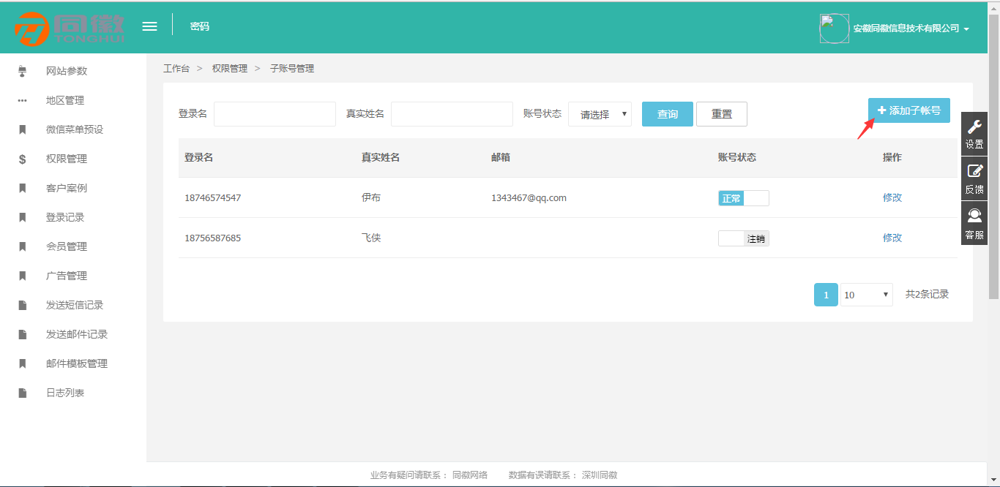 同徽 TONGHUI 密码 安徽同徽信息技术有限公司
网站参数
地区管理
微信菜单预设
权限管理
客户案例
登录记录
会员管理
广告管理
发送短信记录
发送邮件记录
邮件模板管理
日志列表
工作台 > 权限管理 > 子账号管理
登录名 真实姓名 账号状态 请选择 查询 重置 添加子帐号
登录名 真实姓名 邮箱 账号状态 操作
18746574547 伊布 1343467@qq.com 正常 修改
18756587685 飞侠 注销 修改
1 10 共2条记录
设置
反馈
客服
业务有疑问请联系： 同徽网络 数据有误请联系： 深圳同徽